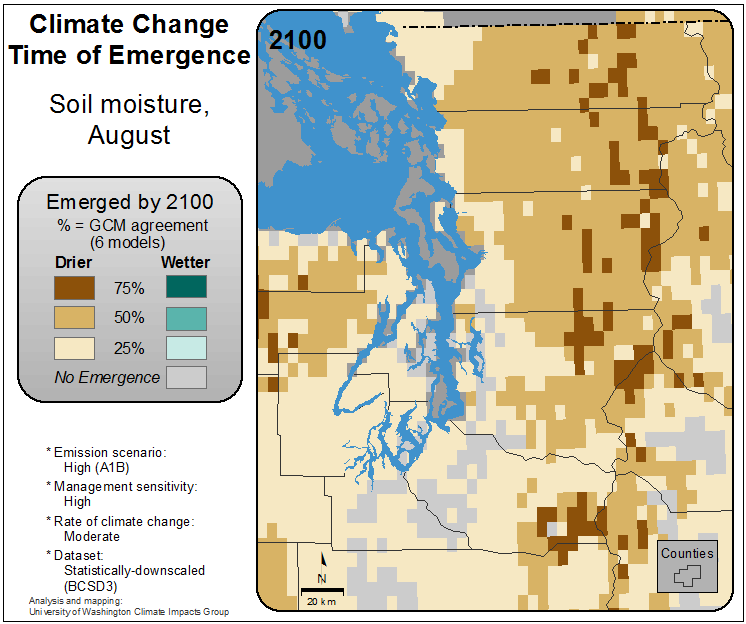 Climate Change
Time of Emergence
Soil moisture,
August
Emerged by 2100
% = GCM agreement
(6 models)
Drier Wetter
75%
50%
25%
No Emergence
* Emission scenario:
High (A1B)
* Management sensitivity:
High
* Rate of climate change:
Moderate
* Dataset:
Statistically-downscaled
(BCSD3)
Analysis and mapping:
University of Washington Climate Impacts Group
2100
N
20 km
Counties